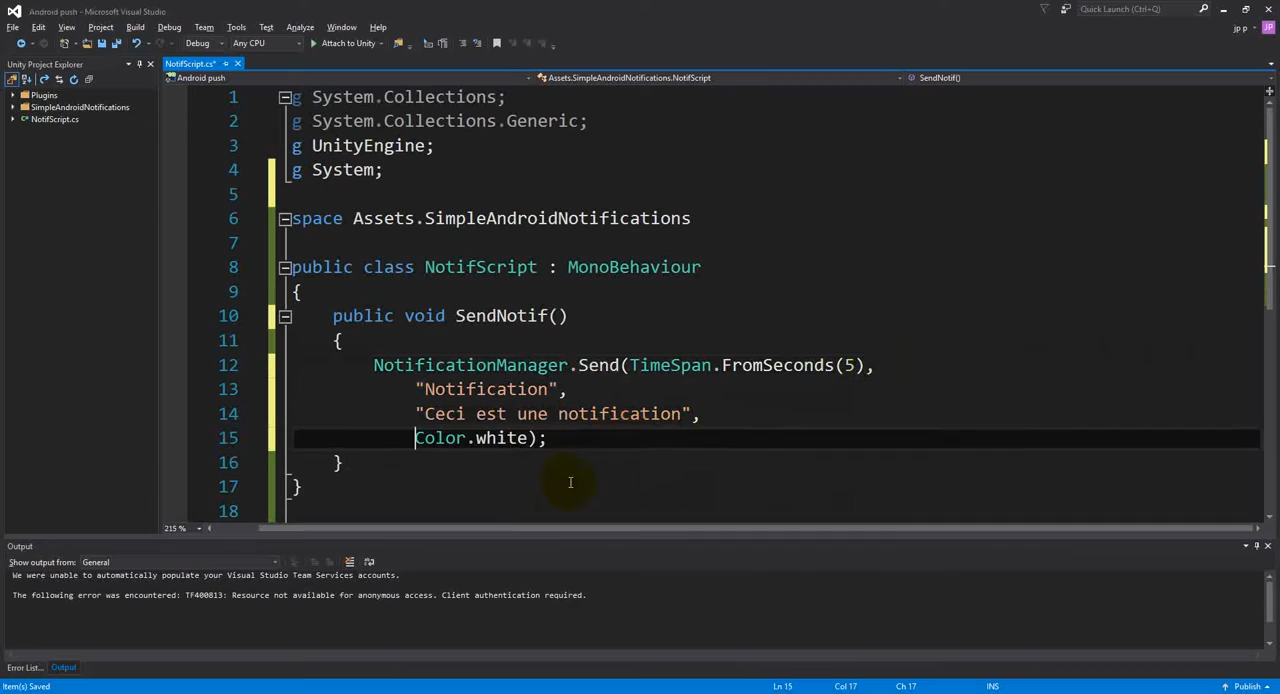 Android push - Microsoft Visual Studio
Quick Launch (Ctrl+Q)
File Edit View Project Build Debug Team Tools Test Analyze Window Help
jp p
JP
Debug Any CPU Attach to Unity
Unity Project Explorer
NotifScript.cs*
Android push
Assets.SimpleAndroidNotifications.NotifScript
SendNotif()
Plugins
SimpleAndroidNotifications
NotifScript.cs
1 g System.Collections;
2 g System.Collections.Generic;
3 g UnityEngine;
4 g System;
5
6 space Assets.SimpleAndroidNotifications
7
8 public class NotifScript : MonoBehaviour
9 {
10 public void SendNotif()
11 {
12 NotificationManager.Send(TimeSpan.FromSeconds(5),
13 "Notification",
14 "Ceci est une notification",
15 Color.white);
16 }
17 }
18
215 %
Output
Show output from: General
We were unable to automatically populate your Visual Studio Team Services accounts.
The following error was encountered: TF400813: Resource not available for anonymous access. Client authentication required.
Error List... Output
Item(s) Saved Ln 15 Col 17 Ch 17 INS Publish